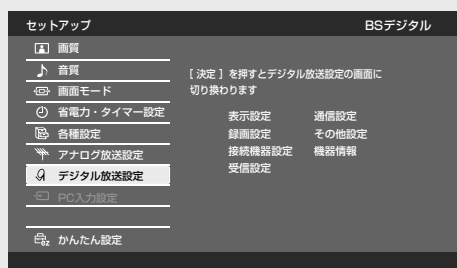 セットアップ BSデジタル
画質
音質
画面モード
省電力・タイマー設定
各種設定
アナログ放送設定
デジタル放送設定
PC入力設定
かんたん設定
[ 決定 ] を押すとデジタル放送設定の画面に
切り換わります
表示設定 通信設定
録画設定 その他設定
接続機器設定 機器情報
受信設定